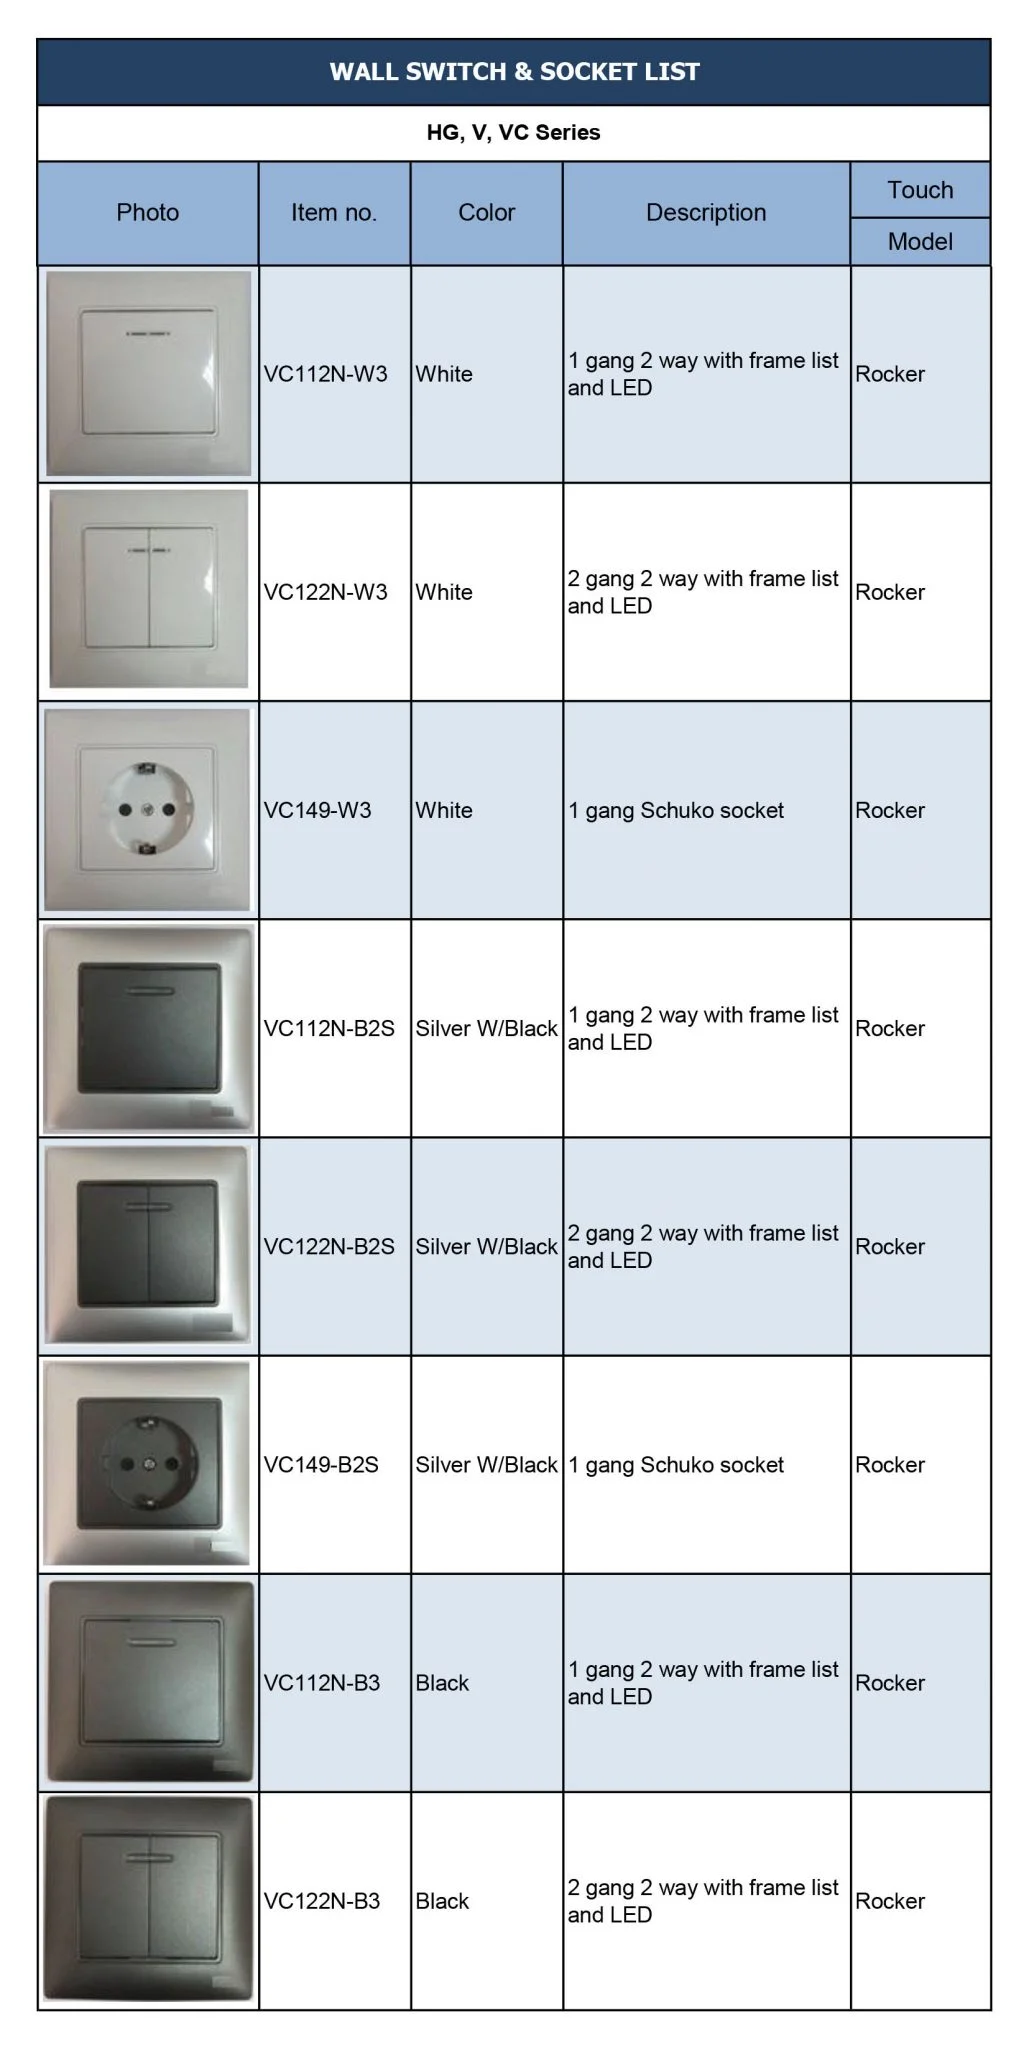 WALL SWITCH & SOCKET LIST
HG, V, VC Series
Photo
Item no.
Color
Description
Touch
Model
VC112N-W3
White
1 gang 2 way with frame list
and LED
Rocker
VC122N-W3
White
2 gang 2 way with frame list
and LED
Rocker
VC149-W3
White
1 gang Schuko socket
Rocker
VC112N-B2S
Silver W/Black
1 gang 2 way with frame list
and LED
Rocker
VC122N-B2S
Silver W/Black
2 gang 2 way with frame list
and LED
Rocker
VC149-B2S
Silver W/Black
1 gang Schuko socket
Rocker
VC112N-B3
Black
1 gang 2 way with frame list
and LED
Rocker
VC122N-B3
Black
2 gang 2 way with frame list
and LED
Rocker